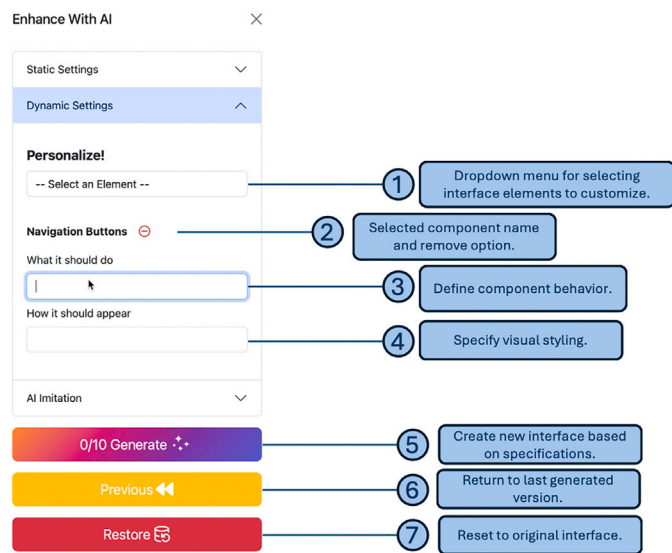 Enhance With AI
Static Settings
Dynamic Settings
Personalize!
-- Select an Element --
1
Dropdown menu for selecting
interface elements to customize.
Navigation Buttons
2
Selected component name
and remove option.
What it should do
3
Define component behavior.
How it should appear
4
Specify visual styling.
AI Imitation
0/10 Generate
5
Create new interface based
on specifications.
Previous
6
Return to last generated
version.
Restore
7
Reset to original interface.